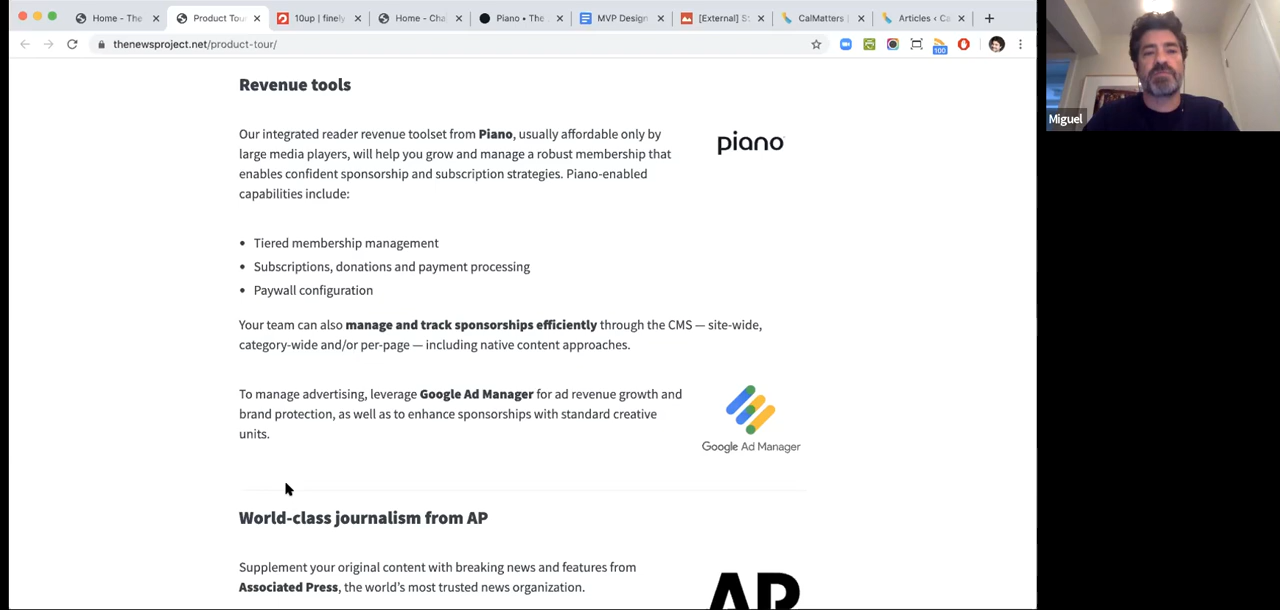 Home - The
Product Tou
10up | finely
Home - Cha
Piano • The
MVP Design
[External] S
CalMatters |
Articles ‹ Ca
thenewsproject.net/product-tour/
100
Revenue tools
Our integrated reader revenue toolset from Piano, usually affordable only by
large media players, will help you grow and manage a robust membership that
enables confident sponsorship and subscription strategies. Piano-enabled
capabilities include:
piano
• Tiered membership management
• Subscriptions, donations and payment processing
• Paywall configuration
Your team can also manage and track sponsorships efficiently through the CMS — site-wide,
category-wide and/or per-page — including native content approaches.
To manage advertising, leverage Google Ad Manager for ad revenue growth and
brand protection, as well as to enhance sponsorships with standard creative
units.
Google Ad Manager
World-class journalism from AP
Supplement your original content with breaking news and features from
Associated Press, the world's most trusted news organization.
AP
Miguel